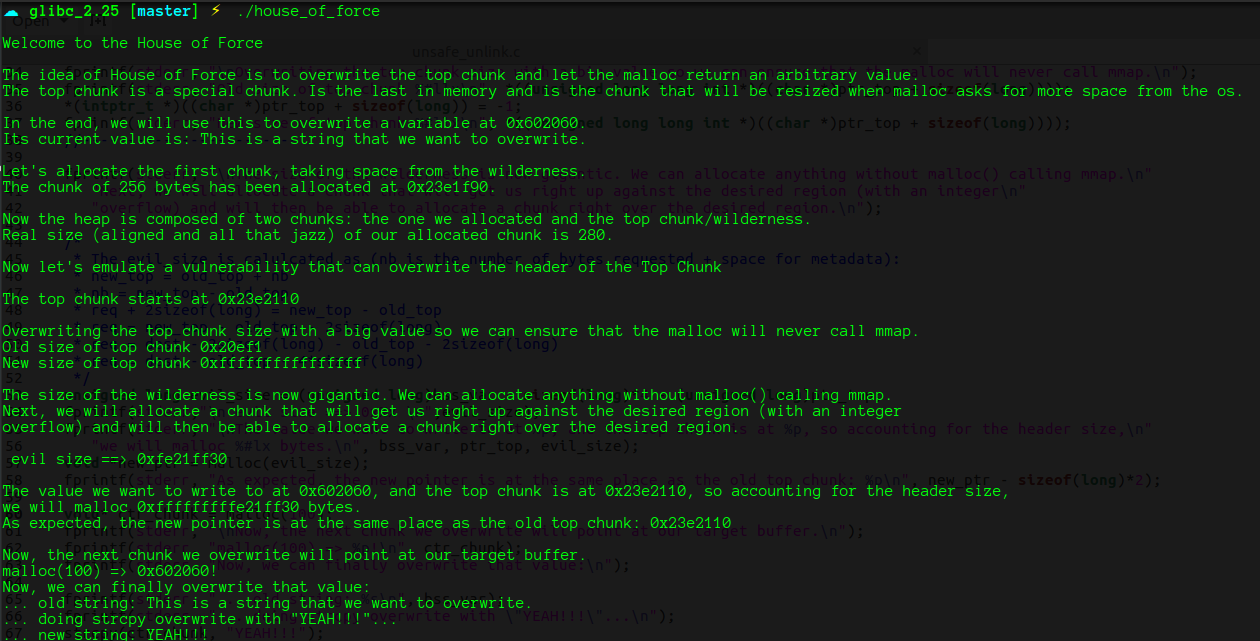 glibc_2.25 [master] ⚡ ./house_of_force
Welcome to the House of Force
The idea of House of Force is to overwrite the top chunk and let the malloc return an arbitrary value.
The top chunk is a special chunk. Is the last in memory and is the chunk that will be resized when malloc asks for more space from the os.
In the end, we will use this to overwrite a variable at 0x602060.
Its current value is: This is a string that we want to overwrite.
Let's allocate the first chunk, taking space from the wilderness.
The chunk of 256 bytes has been allocated at 0x23e1f90.
Now the heap is composed of two chunks: the one we allocated and the top chunk/wilderness.
Real size (aligned and all that jazz) of our allocated chunk is 280.
Now let's emulate a vulnerability that can overwrite the header of the Top Chunk
The top chunk starts at 0x23e2110
Overwriting the top chunk size with a big value so we can ensure that the malloc will never call mmap.
Old size of top chunk 0x20ef1
New size of top chunk 0xffffffffffffffff
The size of the wilderness is now gigantic. We can allocate anything without malloc() calling mmap.
Next, we will allocate a chunk that will get us right up against the desired region (with an integer
overflow) and will then be able to allocate a chunk right over the desired region.
evil size ==> 0xfe21ff30
The value we want to write to at 0x602060, and the top chunk is at 0x23e2110, so accounting for the header size,
we will malloc 0xfffffffffe21ff30 bytes.
As expected, the new pointer is at the same place as the old top chunk: 0x23e2110
Now, the next chunk we overwrite will point at our target buffer.
malloc(100) => 0x602060!
Now, we can finally overwrite that value:
... old string: This is a string that we want to overwrite.
... doing strcpy overwrite with "YEAH!!!"...
... new string: YEAH!!!